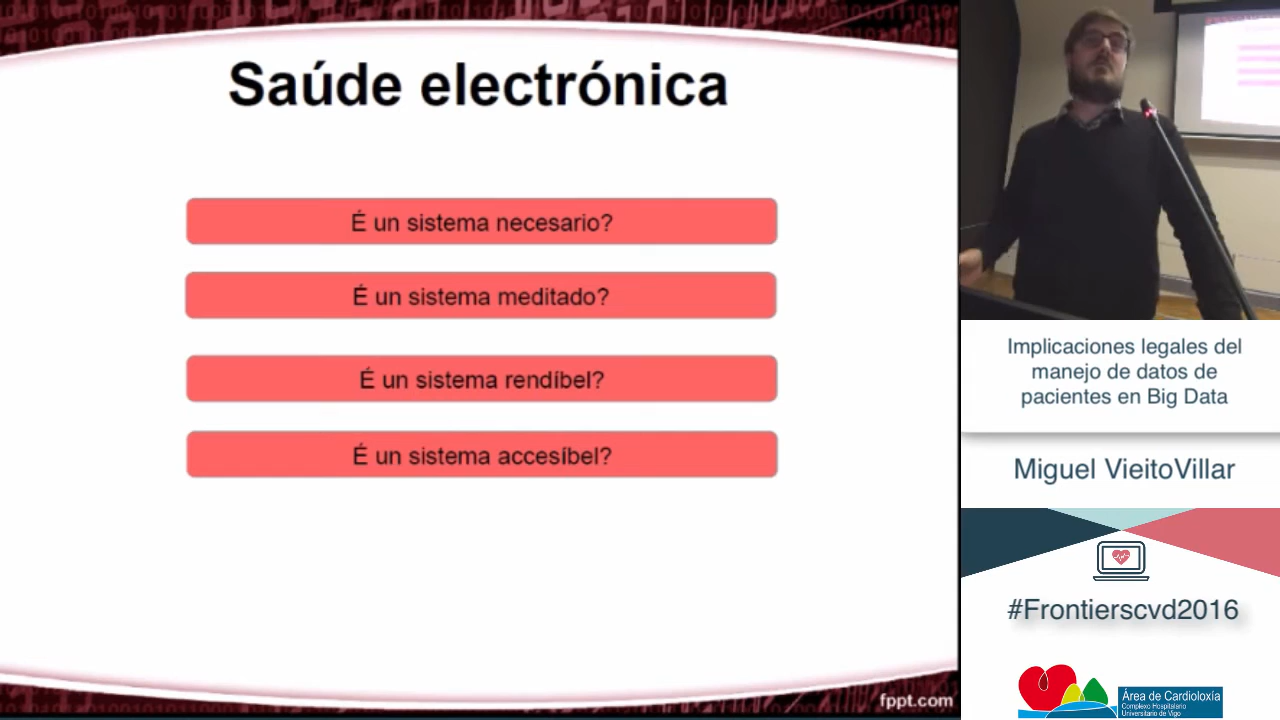 Saúde electrónica
É un sistema necesario?
É un sistema meditado?
É un sistema rendíbel?
É un sistema accesíbel?
fppt.com
Implicaciones legales del
manejo de datos de
pacientes en Big Data
Miguel VieitoVillar
#Frontierscvd2016
Área de Cardioloxía
Complexo Hospitalario
Universitario de Vigo